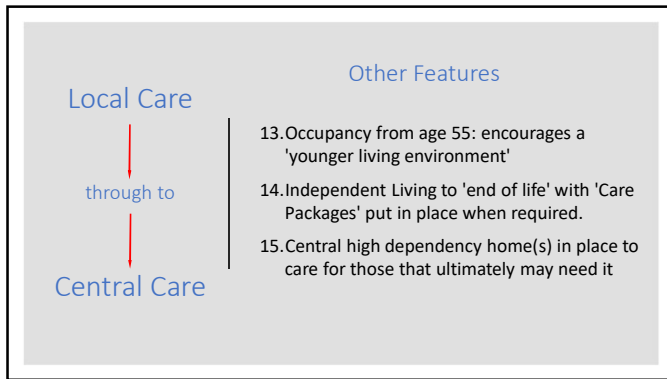 Local Care
through to
Central Care
Other Features
13.Occupancy from age 55: encourages a
'younger living environment'
14.Independent Living to 'end of life' with 'Care
Packages' put in place when required.
15.Central high dependency home(s) in place to
care for those that ultimately may need it